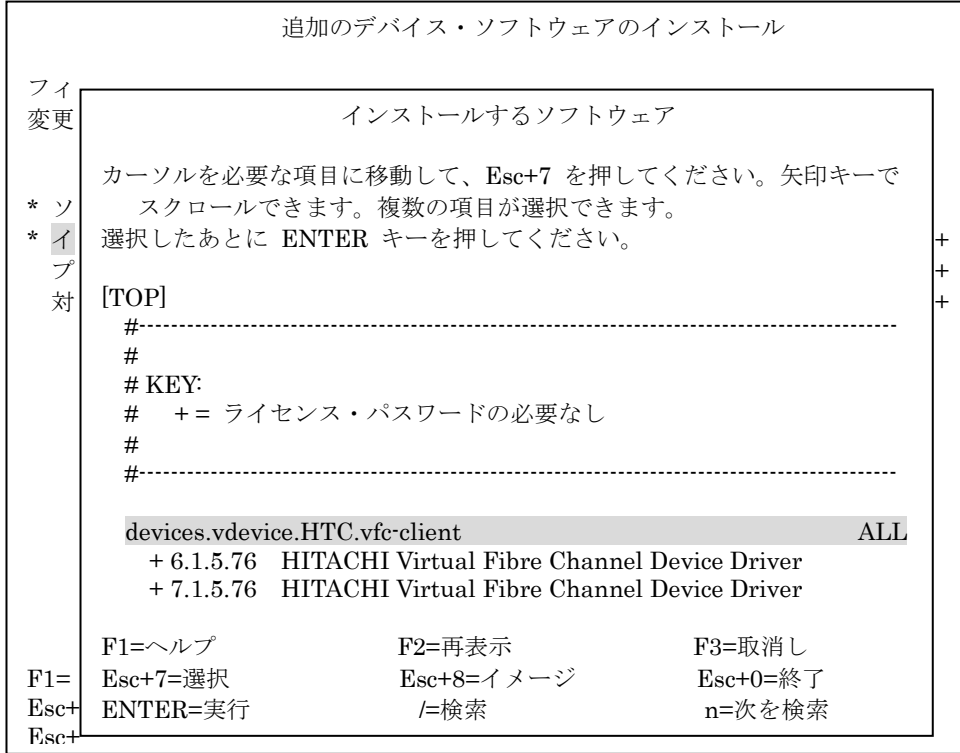 追加のデバイス・ソフトウェアのインストール
フィ
変更
インストールするソフトウェア
カーソルを必要な項目に移動して、Esc+7 を押してください。矢印キーで
* ソ スクロールできます。複数の項目が選択できます。
* イ 選択したあとに ENTER キーを押してください。 +
プ +
対 [TOP] +
#-----------------------------------------------------------------------------------------------
#
# KEY:
# + = ライセンス・パスワードの必要なし
#
#-----------------------------------------------------------------------------------------------
devices.vdevice.HTC.vfc-client ALL
+ 6.1.5.76 HITACHI Virtual Fibre Channel Device Driver
+ 7.1.5.76 HITACHI Virtual Fibre Channel Device Driver
F1=ヘルプ F2=再表示 F3=取消し
F1= Esc+7=選択 Esc+8=イメージ Esc+0=終了
Esc+ ENTER=実行 /=検索 n=次を検索
Esc+